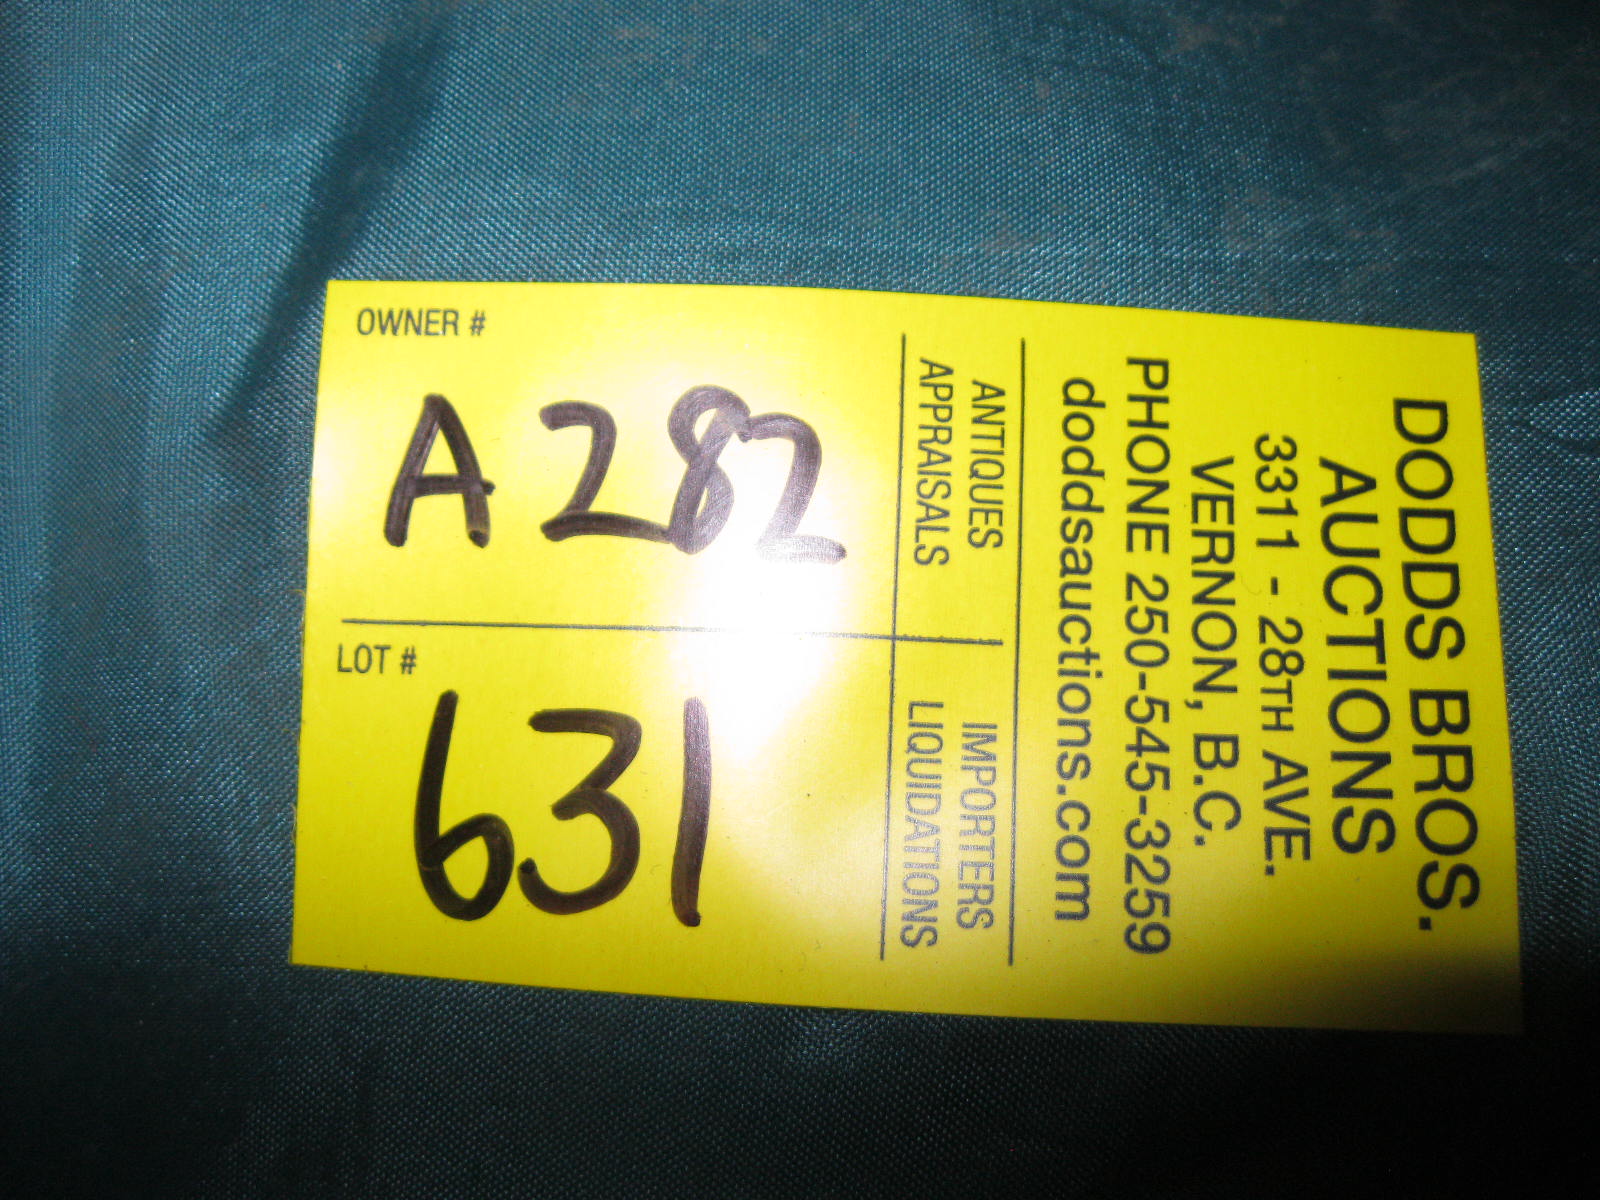 DODDS BROS.
AUCTIONS
3311 - 28TH AVE.
VERNON, B.C.
PHONE 250-545-3259
doddsauctions.com
ANTIQUES IMPORTERS
APPRAISALS LIQUIDATIONS
OWNER #
A282
LOT #
631